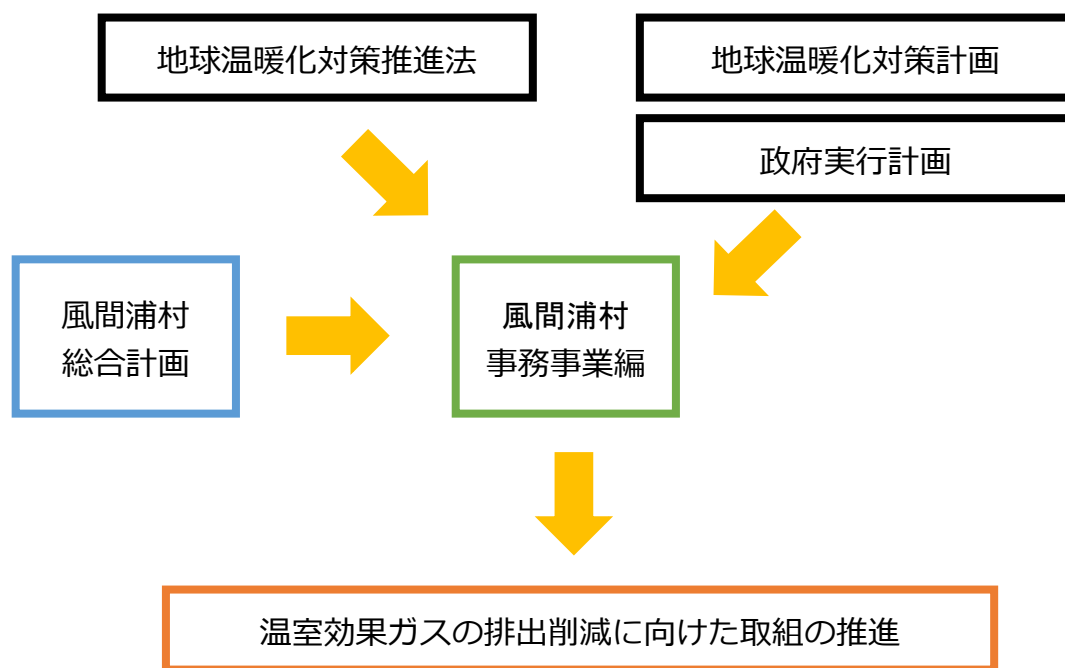 地球温暖化対策推進法
地球温暖化対策計画
政府実行計画
風間浦村
総合計画
風間浦村
事務事業編
温室効果ガスの排出削減に向けた取組の推進